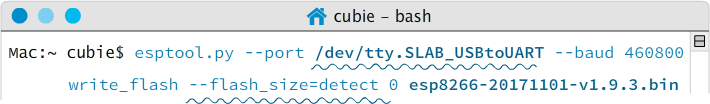 cubie – bash
Mac:~ cubie$ esptool.py --port /dev/tty.SLAB_USBtoUART --baud 460800
write_flash --flash_size=detect 0 esp8266-20171101-v1.9.3.bin